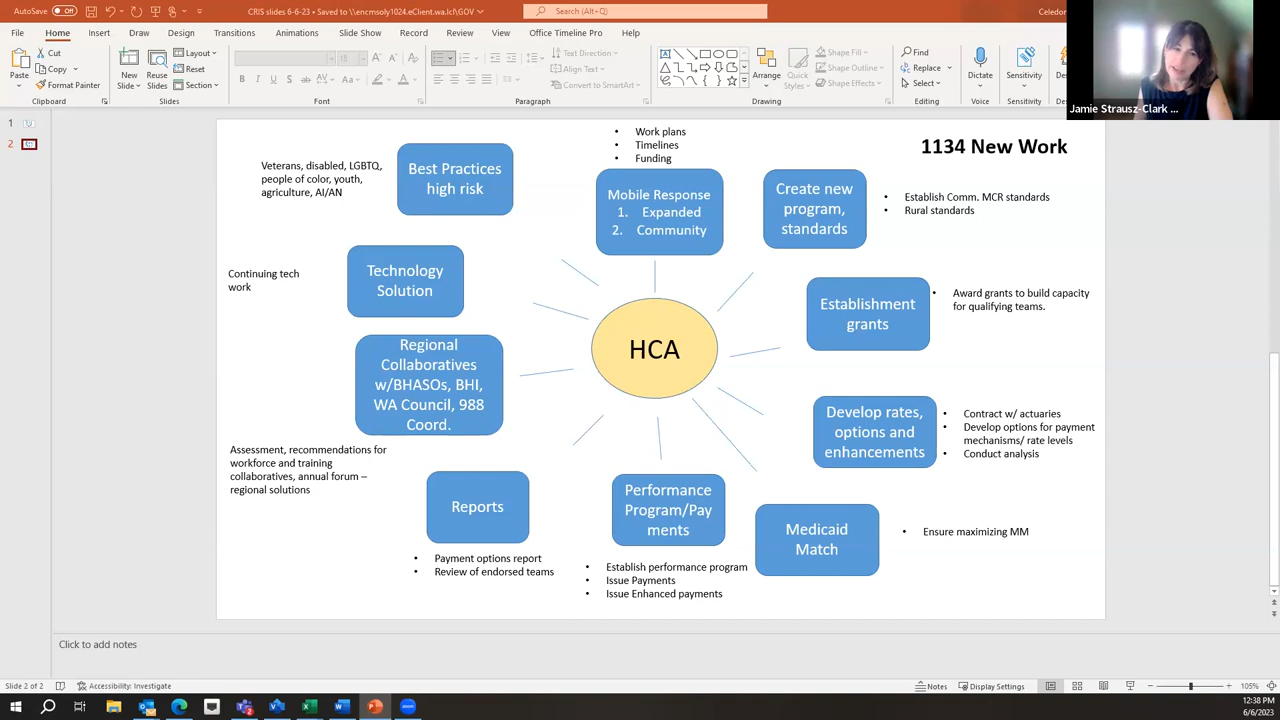 AutoSave Off CRIS slides 6-6-23 • Saved to \\encmsoly1024.eClient.wa.lcl\GOV Search (Alt+Q) Celedon
File Home Insert Draw Design Transitions Animations Slide Show Record Review View Office Timeline Pro Help
Paste Cut Copy Format Painter Clipboard
New Slide Reuse Slides Layout Reset Section Slides
18 Font
Text Direction Align Text Convert to SmartArt Paragraph
Arrange Quick Styles Shape Fill Shape Outline Shape Effects Drawing
Find Replace Select Editing
Dictate Voice
Sensitivity Sensitivity
Jamie Strausz-Clark ...
1
2
1134 New Work
• Work plans
• Timelines
• Funding
Veterans, disabled, LGBTQ,
people of color, youth,
agriculture, AI/AN
Best Practices
high risk
Mobile Response
1. Expanded
2. Community
Create new
program,
standards
• Establish Comm. MCR standards
• Rural standards
Continuing tech
work
Technology
Solution
Establishment
grants
• Award grants to build capacity
for qualifying teams.
HCA
Regional
Collaboratives
w/BHASOs, BHI,
WA Council, 988
Coord.
Develop rates,
options and
enhancements
• Contract w/ actuaries
• Develop options for payment
mechanisms/ rate levels
• Conduct analysis
Assessment, recommendations for
workforce and training
collaboratives, annual forum –
regional solutions
Reports
Performance
Program/Pay
ments
Medicaid
Match
• Ensure maximizing MM
• Payment options report
• Review of endorsed teams
• Establish performance program
• Issue Payments
• Issue Enhanced payments
Click to add notes
Slide 2 of 2 Accessibility: Investigate Notes Display Settings 105%
12:38 PM
6/6/2023